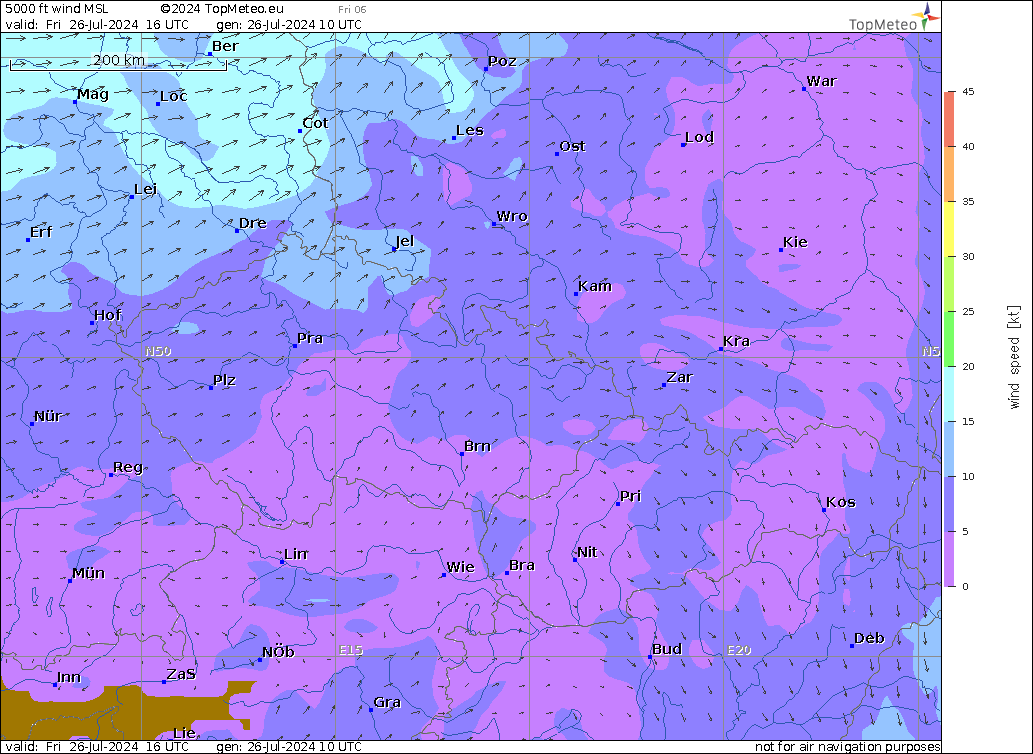 5000 ft wind MSL ©2024 TopMeteo.eu Fri 06
valid: Fri 26-Jul-2024 16 UTC gen: 26-Jul-2024 10 UTC
TopMeteo
Ber
200 km
Poz
War
Mag
Loc
Cot
Les
Lod
Ost
Lej
Wro
Dre
Erf
Jel
Kie
Kam
Hof
Pra
Kra
N50
N5
Plz
Zar
Nür
Brn
Reg
Pri
Kos
Lin
Nit
Wie
Bra
Mün
Deb
NÖb
E15
Bud
E20
Inn
ZaS
Gra
Lie
45
40
35
30
25
20
15
10
5
0
wind speed [kt]
valid: Fri 26-Jul-2024 16 UTC gen: 26-Jul-2024 10 UTC not for air navigation purposes